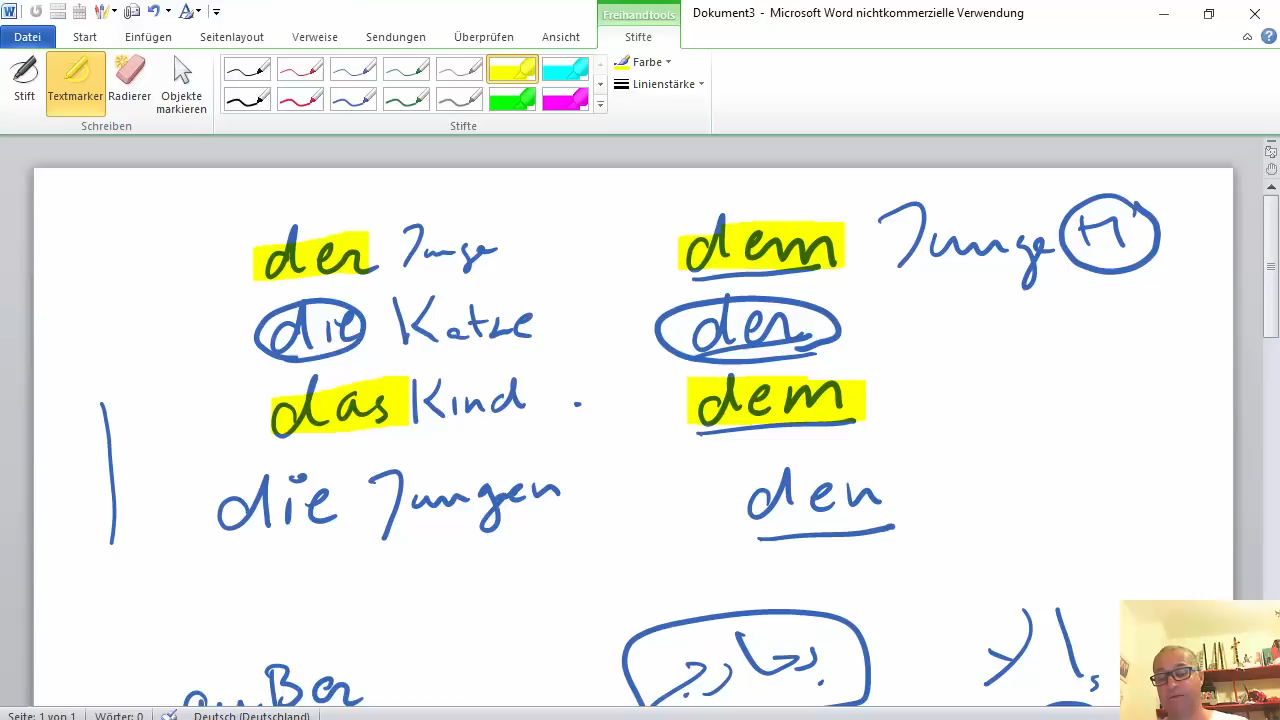 Freihandtools
Dokument3 - Microsoft Word nichtkommerzielle Verwendung
Datei Start Einfügen Seitenlayout Verweise Sendungen Überprüfen Ansicht Stifte
Stift Textmarker Radierer Objekte markieren
Farbe
Linienstärke
Schreiben Stifte
der Junge dem Junge n
die Katze der
das Kind . dem
die Jungen den
außer
Seite: 1 von 1 Wörter: 0 Deutsch (Deutschland)